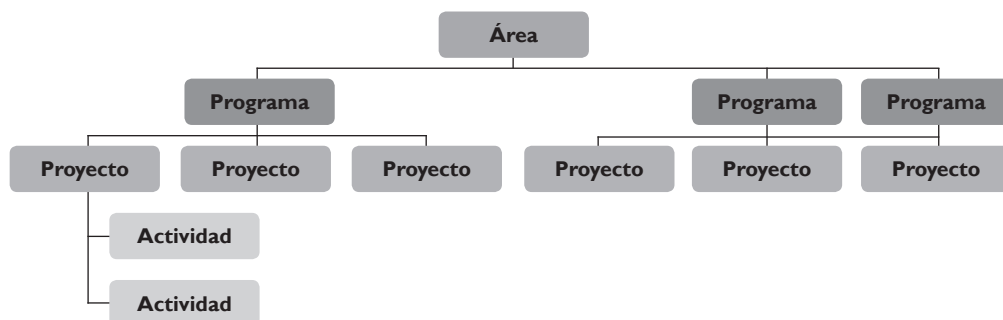 Área
Programa Programa Programa
Proyecto Proyecto Proyecto Proyecto Proyecto Proyecto
Actividad
Actividad